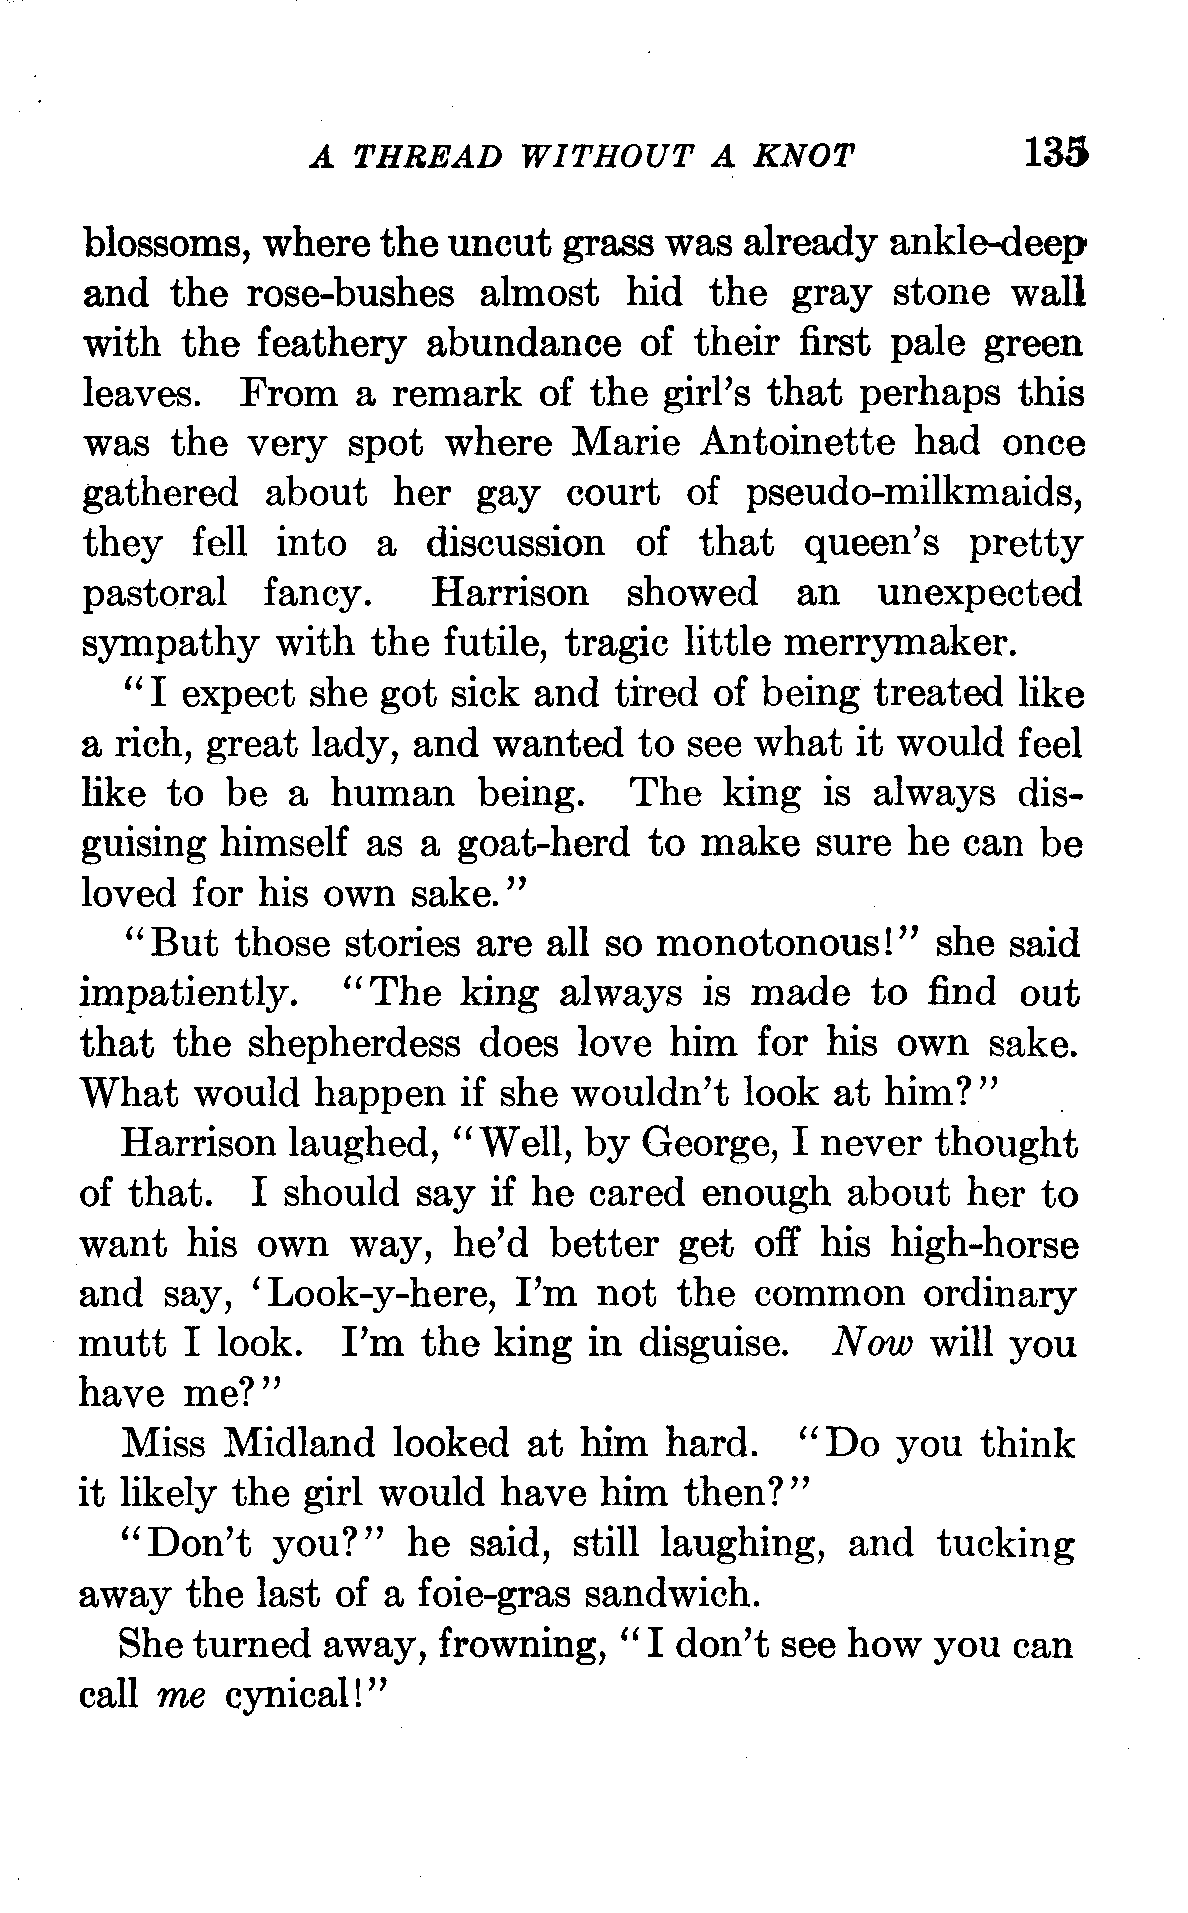 A THREAD WITHOUT A KNOT 135
blossoms, where the uncut grass was already ankle-deep
and the rose-bushes almost hid the gray stone wall
with the feathery abundance of their first pale green
leaves. From a remark of the girl's that perhaps this
was the very spot where Marie Antoinette had once
gathered about her gay court of pseudo-milkmaids,
they fell into a discussion of that queen's pretty
pastoral fancy. Harrison showed an unexpected
sympathy with the futile, tragic little merrymaker.
"I expect she got sick and tired of being treated like
a rich, great lady, and wanted to see what it would feel
like to be a human being. The king is always dis-
guising himself as a goat-herd to make sure he can be
loved for his own sake."
"But those stories are all so monotonous!" she said
impatiently. "The king always is made to find out
that the shepherdess does love him for his own sake.
What would happen if she wouldn't look at him?"
Harrison laughed, "Well, by George, I never thought
of that. I should say if he cared enough about her to
want his own way, he'd better get off his high-horse
and say, 'Look-y-here, I'm not the common ordinary
mutt I look. I'm the king in disguise. Now will you
have me?"
Miss Midland looked at him hard. "Do you think
it likely the girl would have him then?"
"Don't you?" he said, still laughing, and tucking
away the last of a foie-gras sandwich.
She turned away, frowning, "I don't see how you can
call me cynical!"